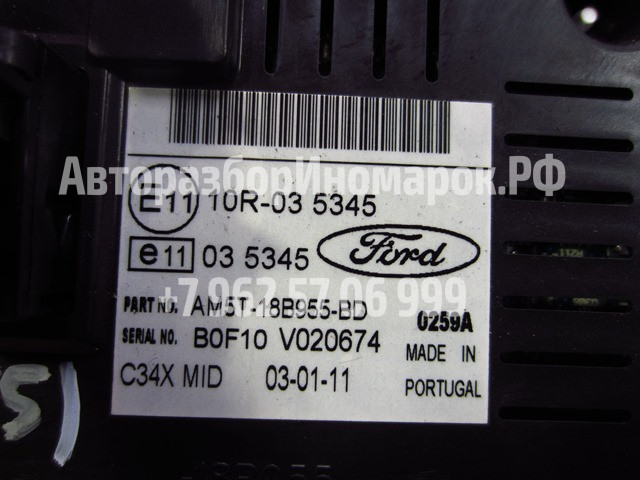 АвторазборИномарок.РФ
E11 10R-03 5345
e11 03 5345 Ford
+7 962 57 06 999
PART NO. AM5T-18B955-BD 0259A
SERIAL NO. B0F10 V020674 MADE IN
C34X MID 03-01-11 PORTUGAL